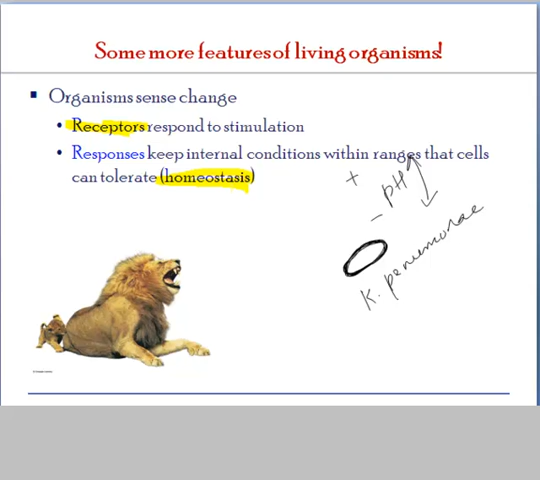 Some more features of living organisms!
Organisms sense change
Receptors respond to stimulation
Responses keep internal conditions within ranges that cells
can tolerate (homeostasis)
+
- pH
K. peneumonae